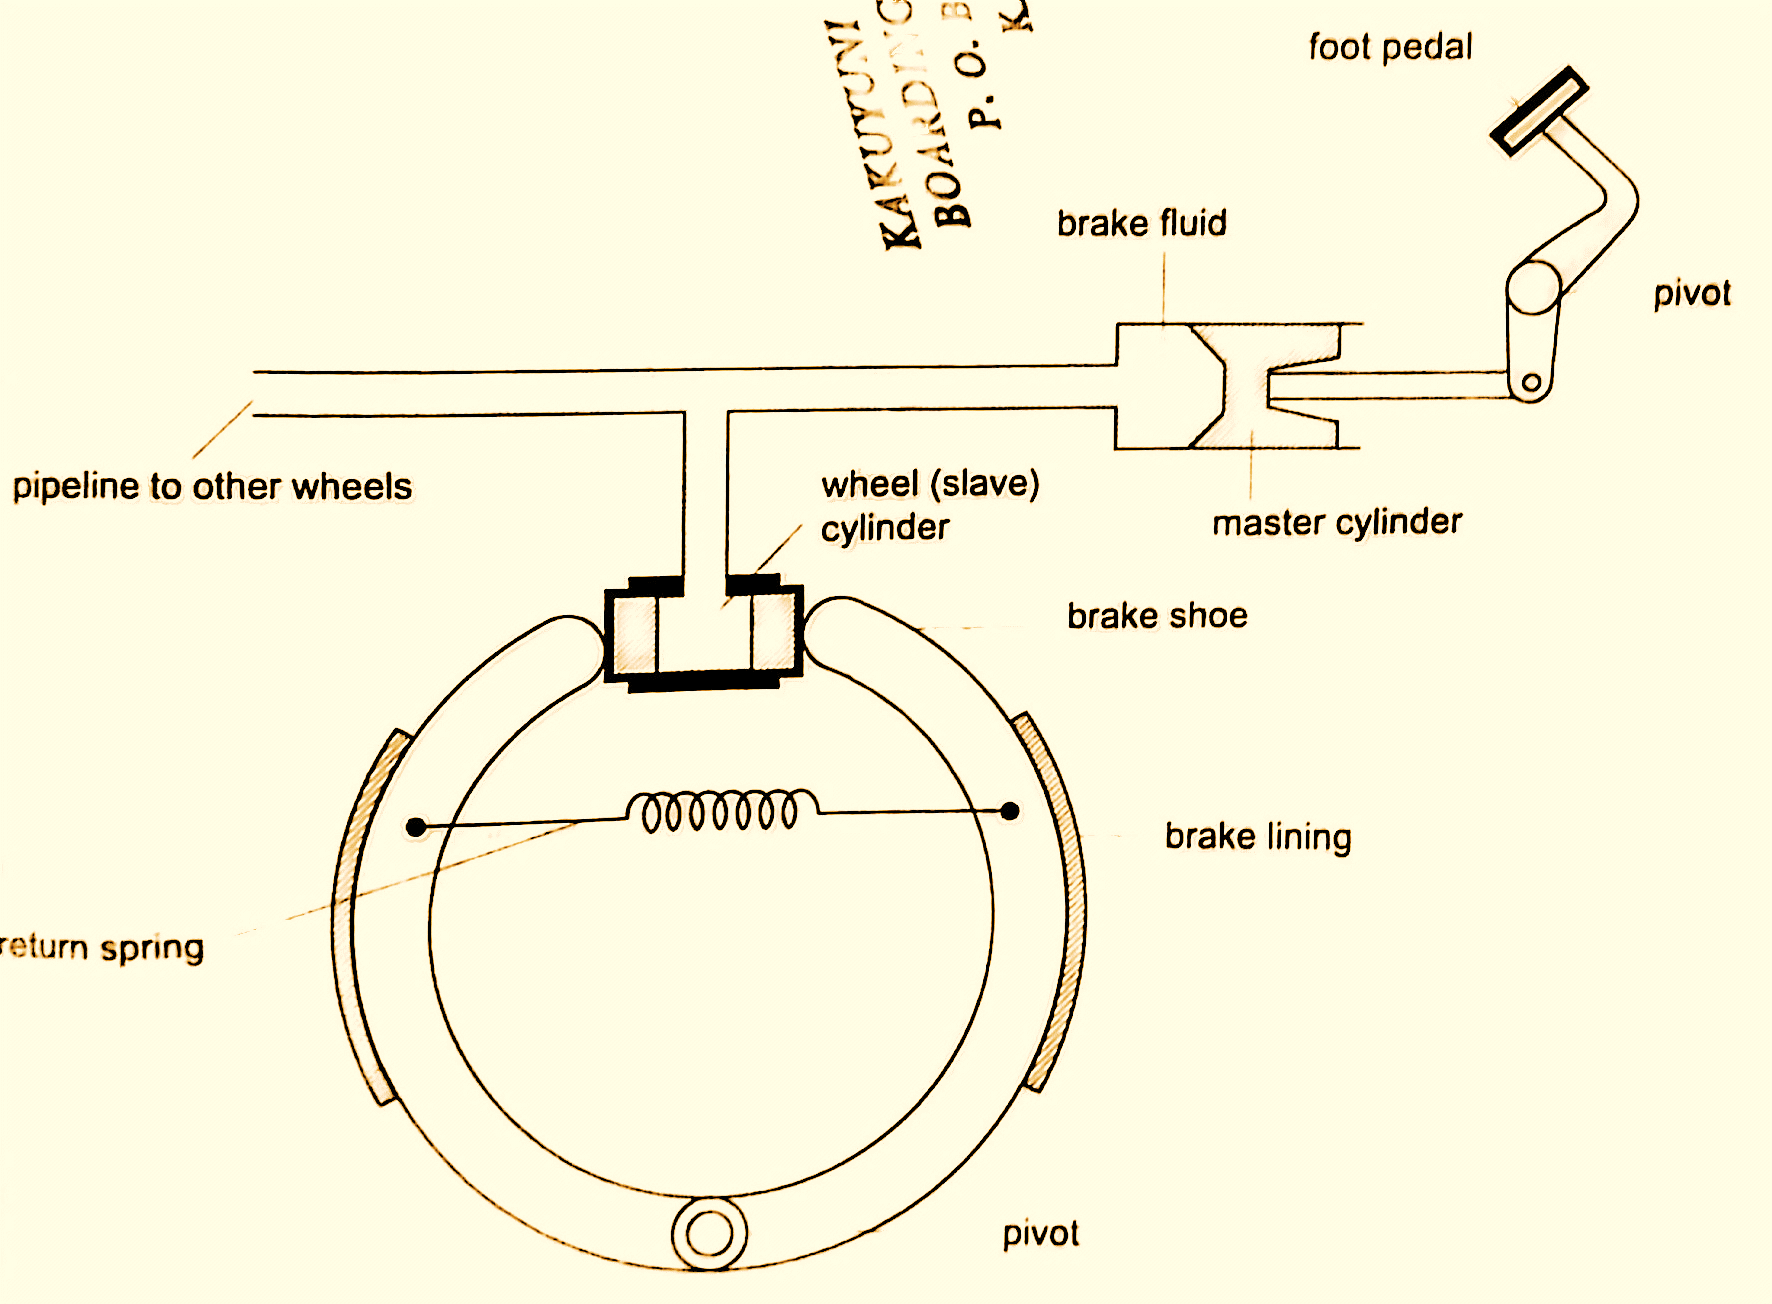 foot pedal
KAKUYUNI
BOARDING
P. O. B
K
brake fluid
pivot
pipeline to other wheels
wheel (slave)
cylinder
master cylinder
brake shoe
brake lining
return spring
pivot